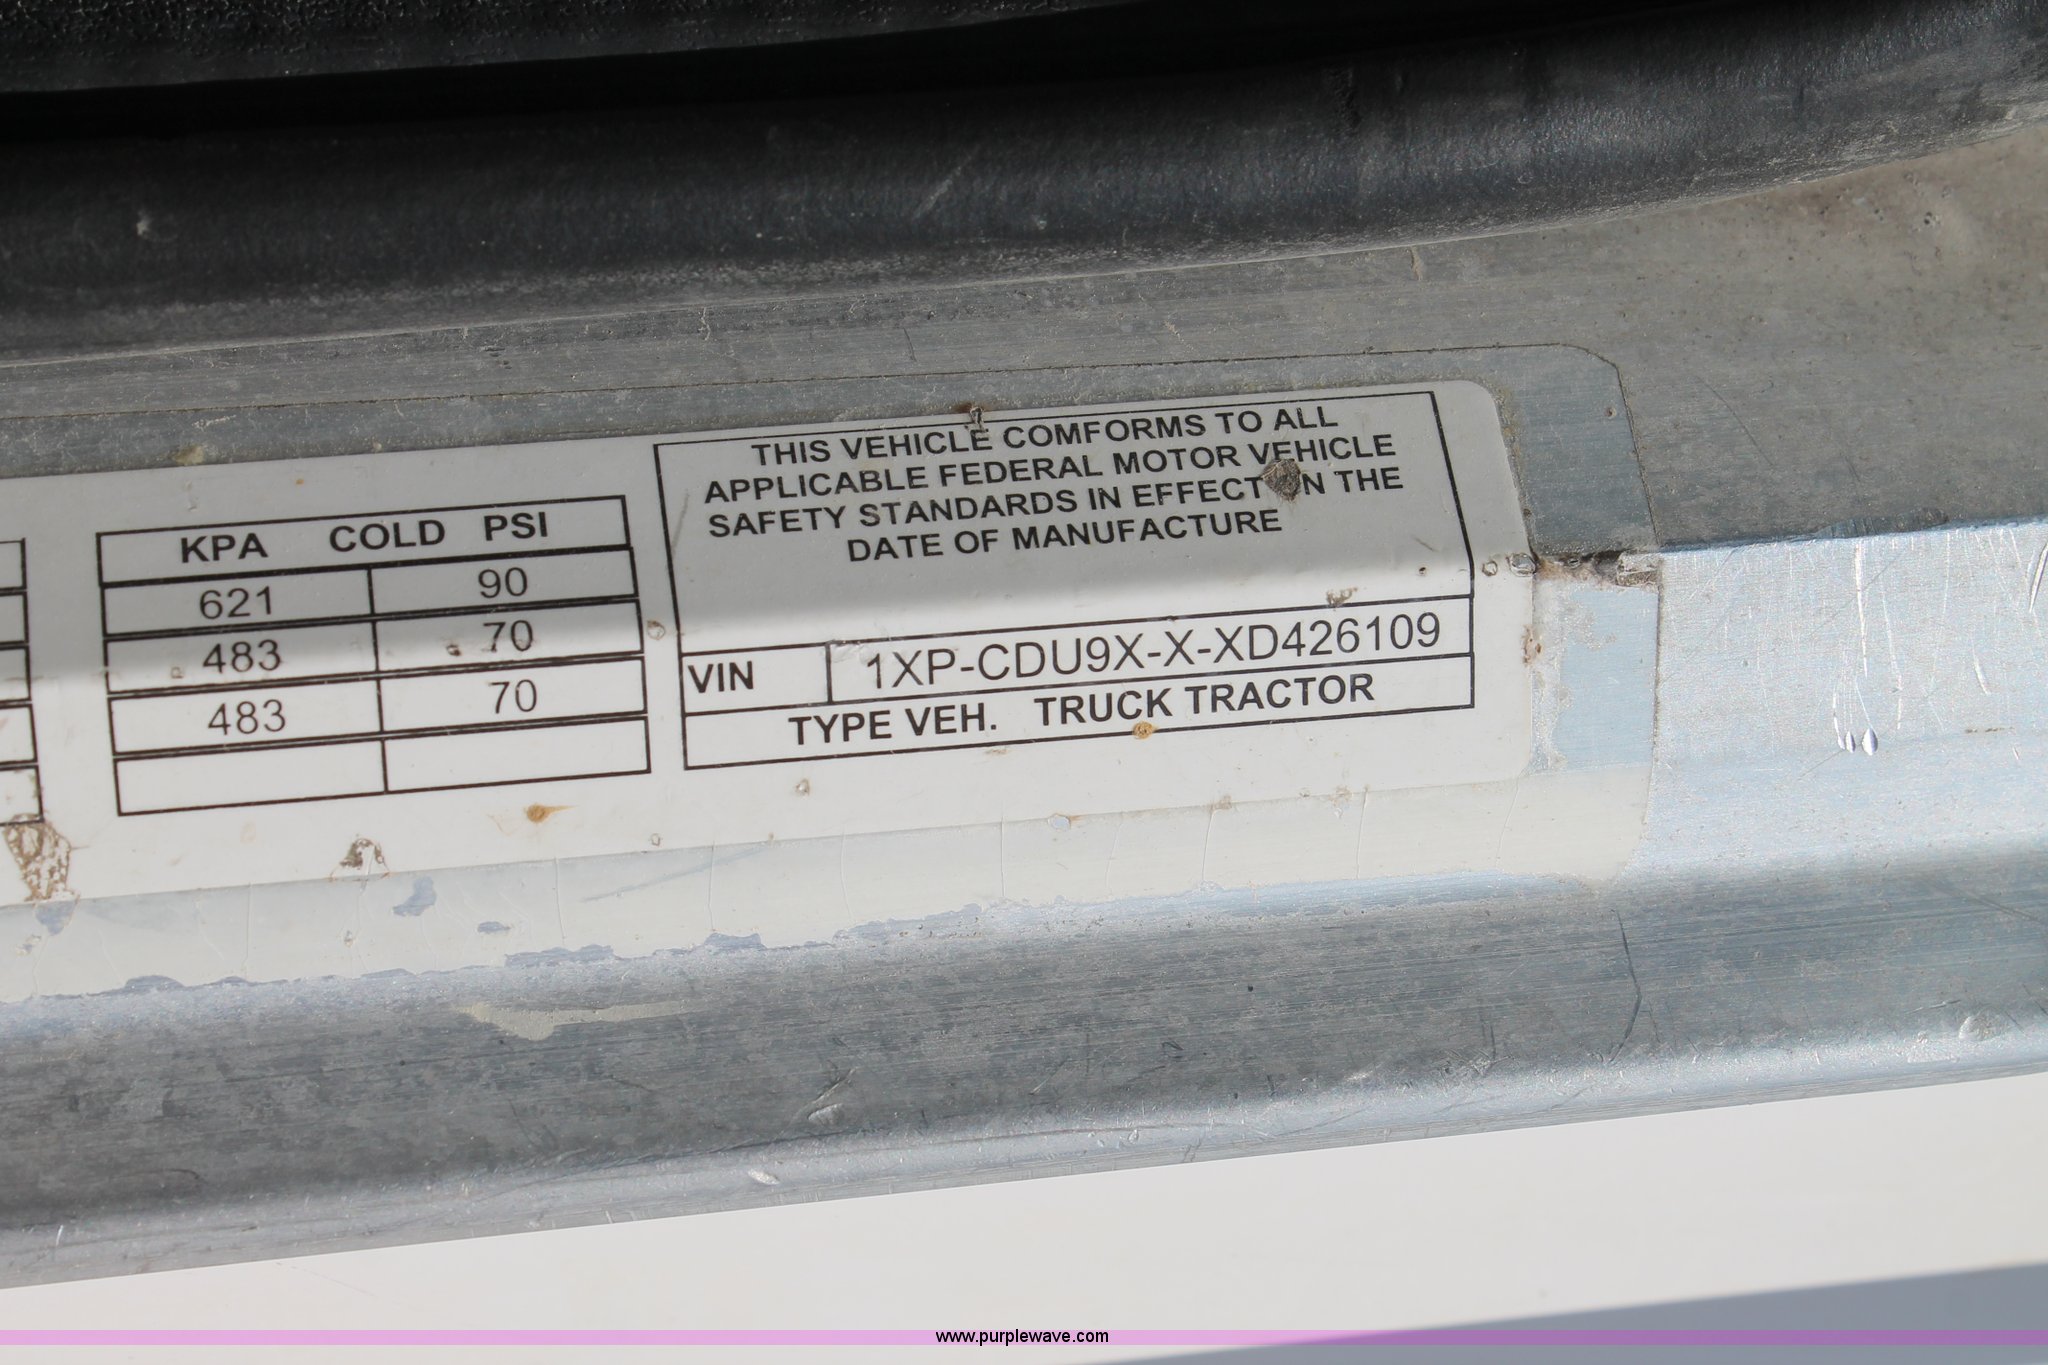 KPA COLD PSI
621 90
483 70
483 70
THIS VEHICLE COMFORMS TO ALL
APPLICABLE FEDERAL MOTOR VEHICLE
SAFETY STANDARDS IN EFFECT ON THE
DATE OF MANUFACTURE
VIN 1XP-CDU9X-X-XD426109
TYPE VEH. TRUCK TRACTOR
www.purplewave.com